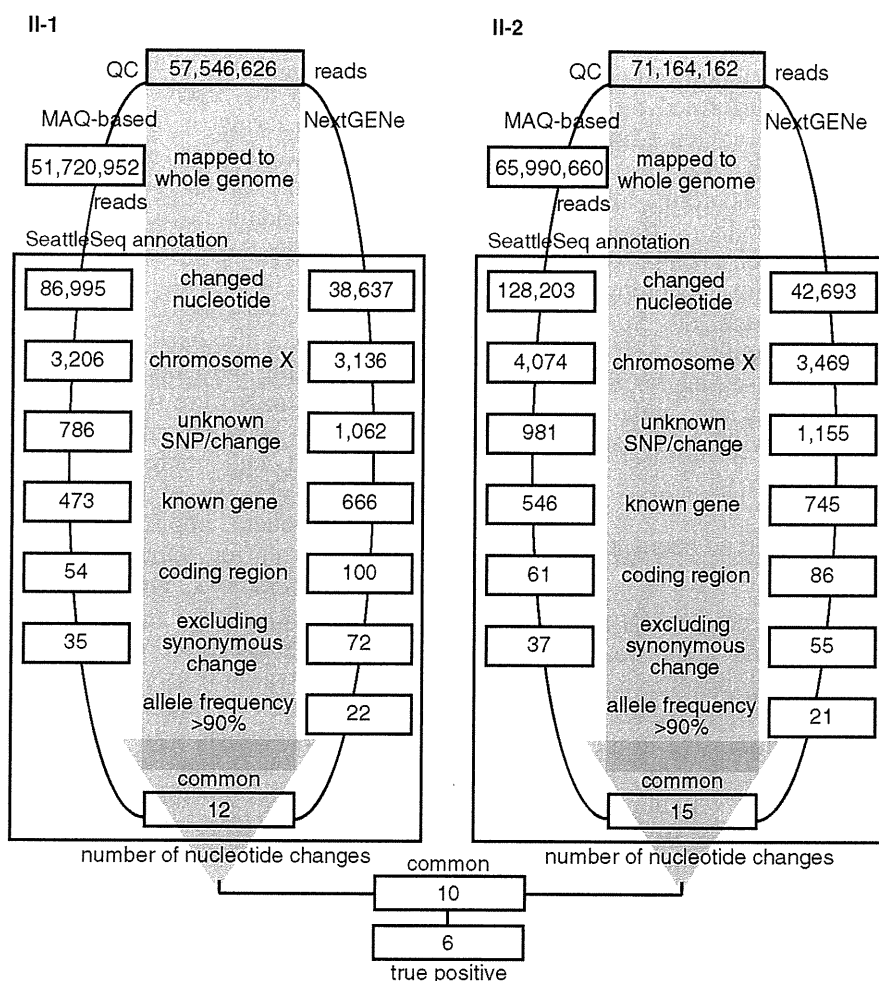 II-1
QC 57,546,626 reads
MAQ-based NextGENe
51,720,952 mapped to
whole genome
reads
SeattleSeq annotation
86,995 changed
nucleotide 38,637
3,206 chromosome X 3,136
786 unknown
SNP/change 1,062
473 known gene 666
54 coding region 100
35 excluding
synonymous
change 72
allele frequency
>90% 22
common
12
number of nucleotide changes
II-2
QC 71,164,162 reads
MAQ-based NextGENe
65,990,660 mapped to
whole genome
reads
SeattleSeq annotation
128,203 changed
nucleotide 42,693
4,074 chromosome X 3,469
981 unknown
SNP/change 1,155
546 known gene 745
61 coding region 86
37 excluding
synonymous
change 55
allele frequency
>90% 21
common
15
number of nucleotide changes
common
10
6
true positive